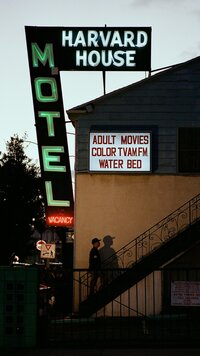 HARVARD
HOUSE
MOTEL
VACANCY
ADULT MOVIES
COLOR TV AM FM
WATER BED